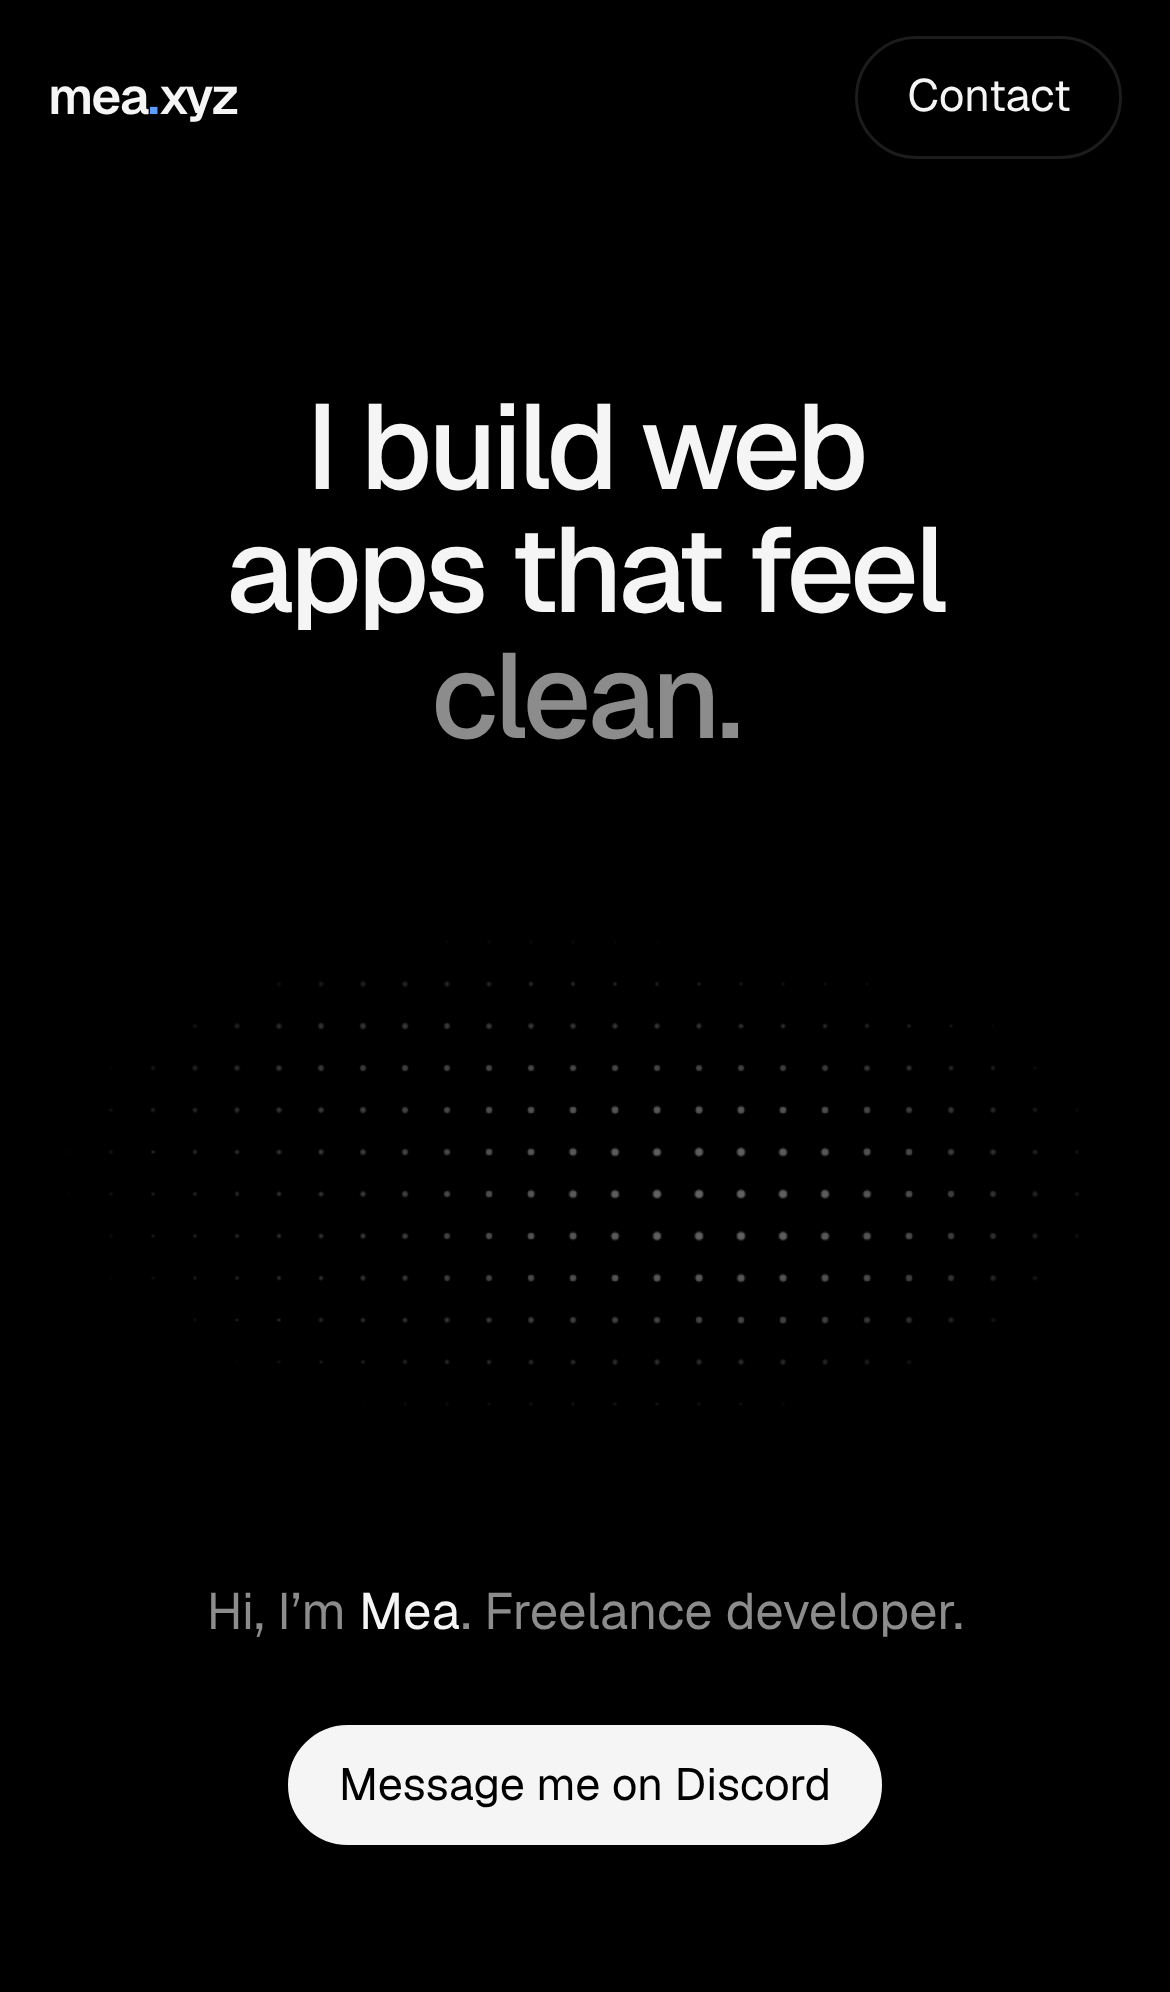 mea.xyz
Contact
I build web
apps that feel
clean.
Hi, I’m Mea. Freelance developer.
Message me on Discord